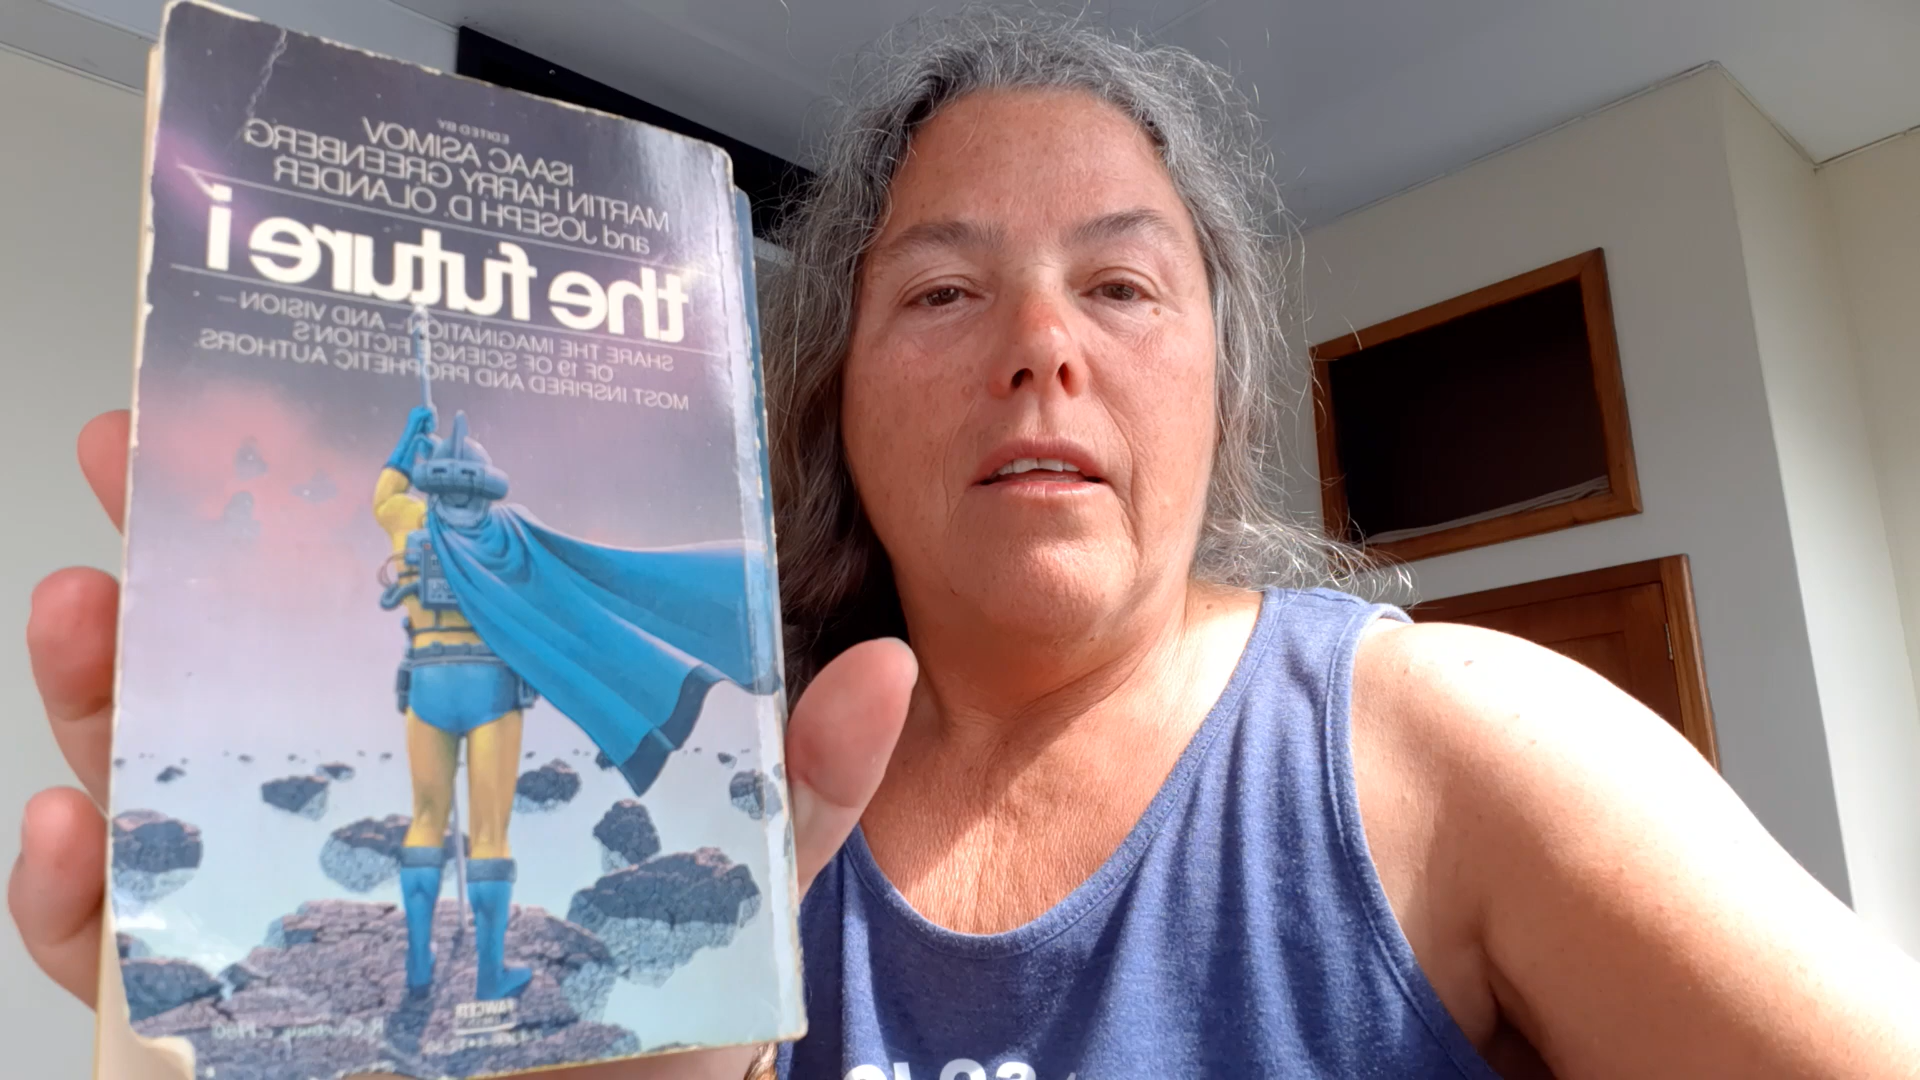 EDITED BY
ISAAC ASIMOV
MARTIN HARRY GREENBERG
and JOSEPH D. OLANDER
the future i
SHARE THE IMAGINATION—AND VISION—
OF 19 OF SCIENCE FICTION'S
MOST INSPIRED AND PROPHETIC AUTHORS.
FAWCETT